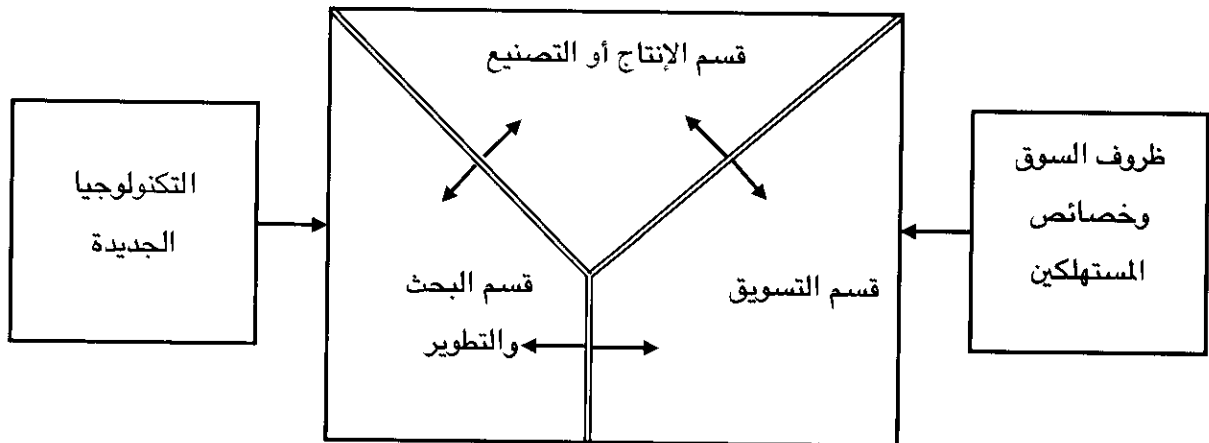 قسم الإنتاج أو التصنيع
ظروف السوق
وخصائص
المستهلكين
التكنولوجيا
الجديدة
قسم التسويق
قسم البحث
والتطوير